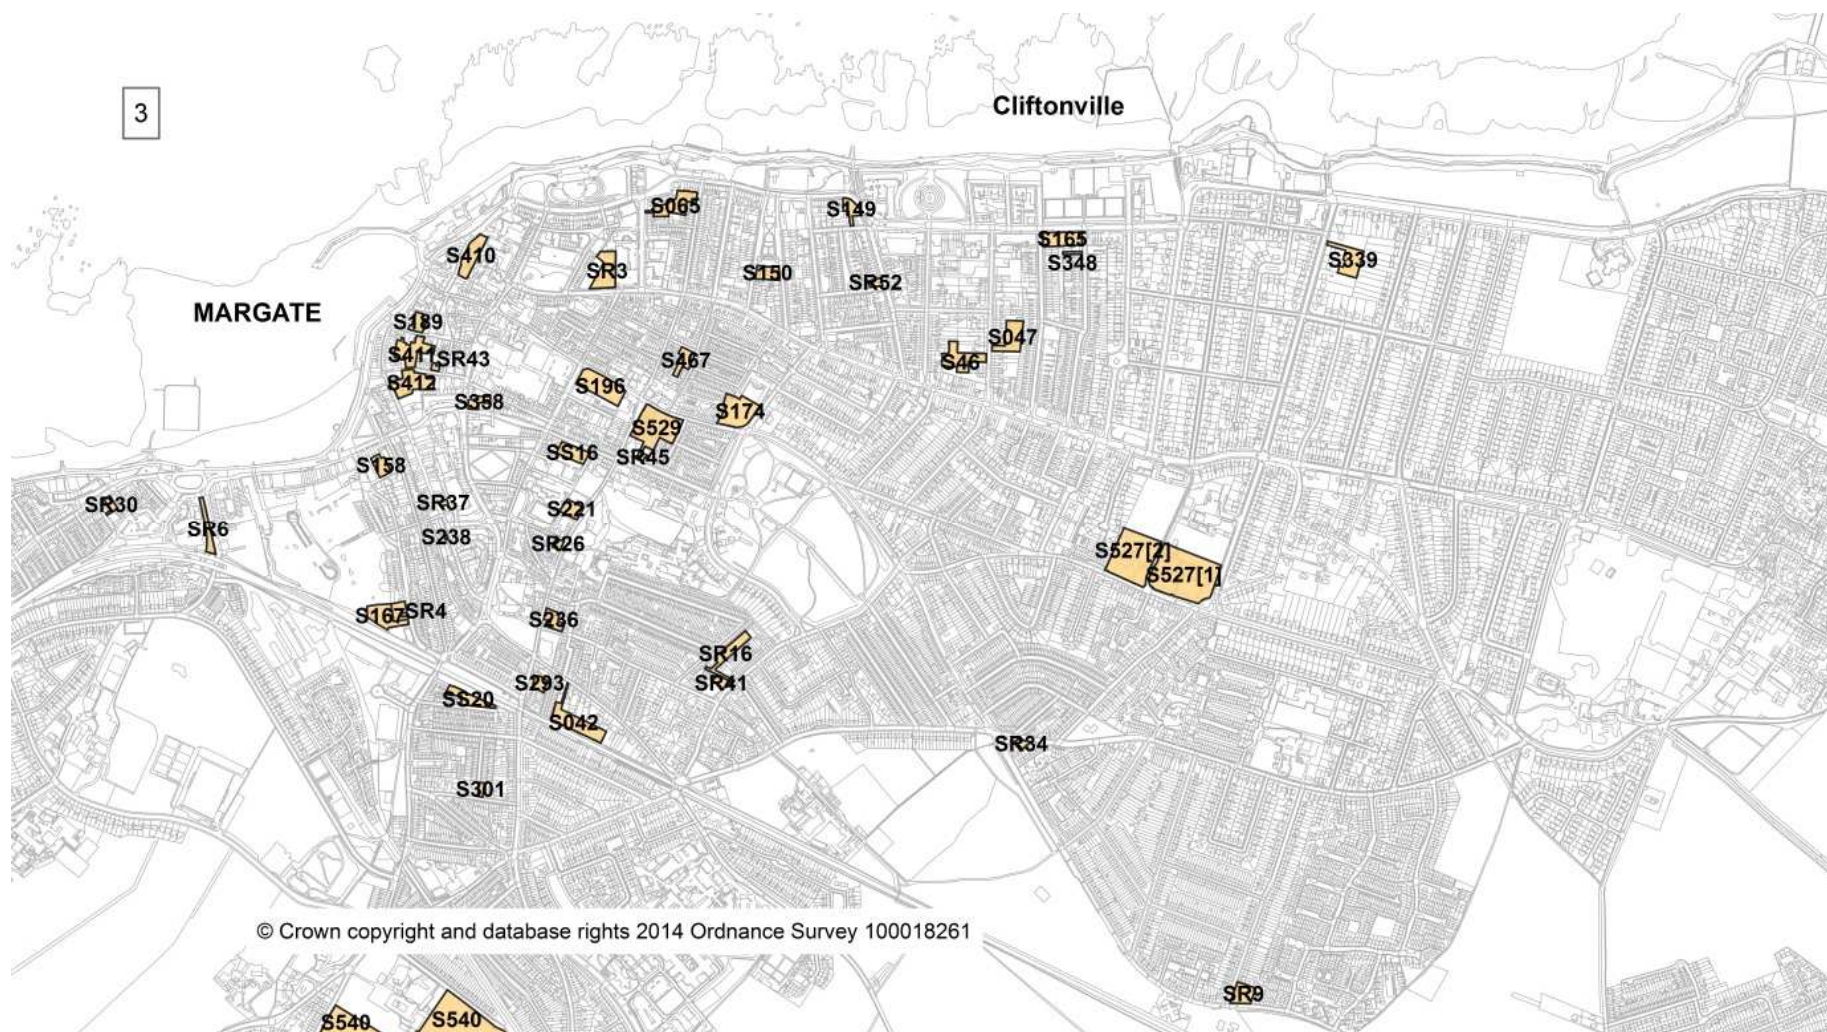 Cliftonville
3
S065
S149
S410
S165
SR3
S150
S348
S339
SR52
MARGATE
S189
S047
S411
SR43
S467
S46
S412
S196
S358
S174
S529
SS16
SR45
S158
SR30
SR37
S221
SR6
S238
SR26
S527[2]
S527[1]
S167
SR4
S236
SR16
SR41
S293
SS20
S042
SR34
S301
© Crown copyright and database rights 2014 Ordnance Survey 100018261
SR9
S540
S540